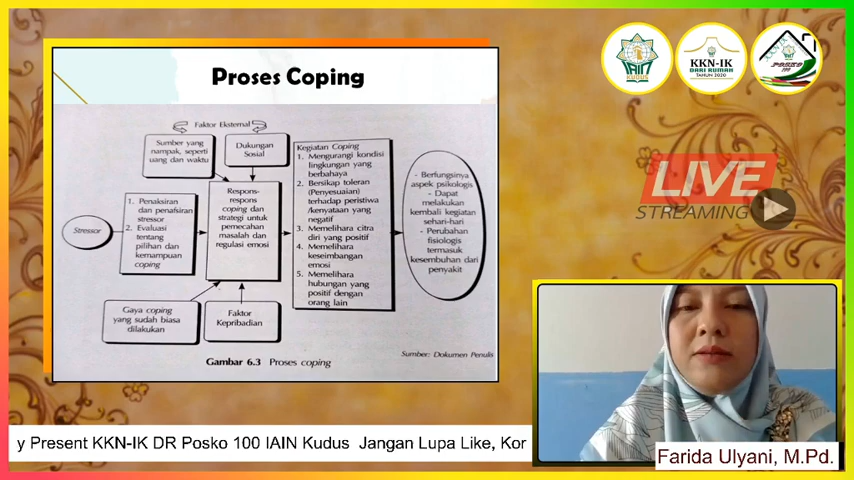 Proses Coping
Faktor Eksternal
Sumber yang
nampak, seperti
uang dan waktu
Dukungan
Sosial
Stressor
1. Penaksiran
dan penafsiran
stressor
2. Evaluasi
tentang
pilihan dan
kemampuan
coping
Respons-
respons
coping dan
strategi untuk
pemecahan
masalah dan
regulasi emosi
Kegiatan Coping
1. Mengurangi kondisi
lingkungan yang
berbahaya
2. Bersikap toleran
(Penyesuaian)
terhadap peristiwa
/kenyataan yang
negatif
3. Memelihara citra
diri yang positif
4. Memelihara
keseimbangan
emosi
5. Memelihara
hubungan yang
positif dengan
orang lain
- Berfungsinya
aspek psikologis
- Dapat
melakukan
kembali kegiatan
sehari-hari
- Perubahan
fisiologis
termasuk
kesembuhan dari
penyakit
Gaya coping
yang sudah biasa
dilakukan
Faktor
Kepribadian
Gambar 6.3 Proses coping
Sumber: Dokumen Penulis
IAIN
KUDUS
KKN-IK
DARI RUMAH
TAHUN 2020
POSKO
LIVE
STREAMING
Farida Ulyani, M.Pd.
y Present KKN-IK DR Posko 100 IAIN Kudus Jangan Lupa Like, Kor